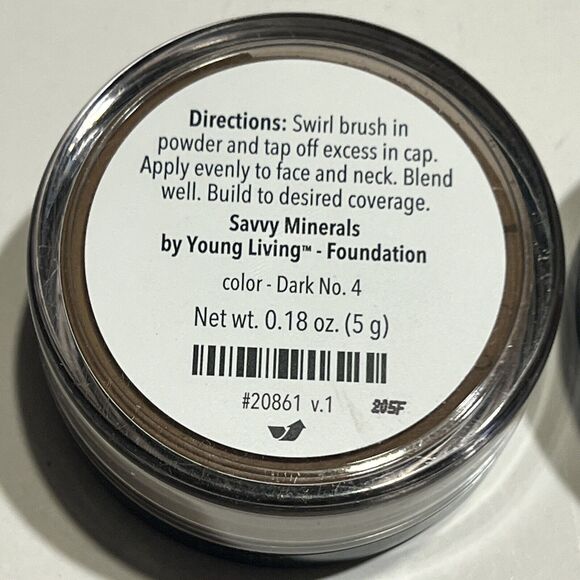 Directions: Swirl brush in
powder and tap off excess in cap.
Apply evenly to face and neck. Blend
well. Build to desired coverage.
Savvy Minerals
by Young Living™ - Foundation
color - Dark No. 4
Net wt. 0.18 oz. (5 g)
#20861 v.1 205F